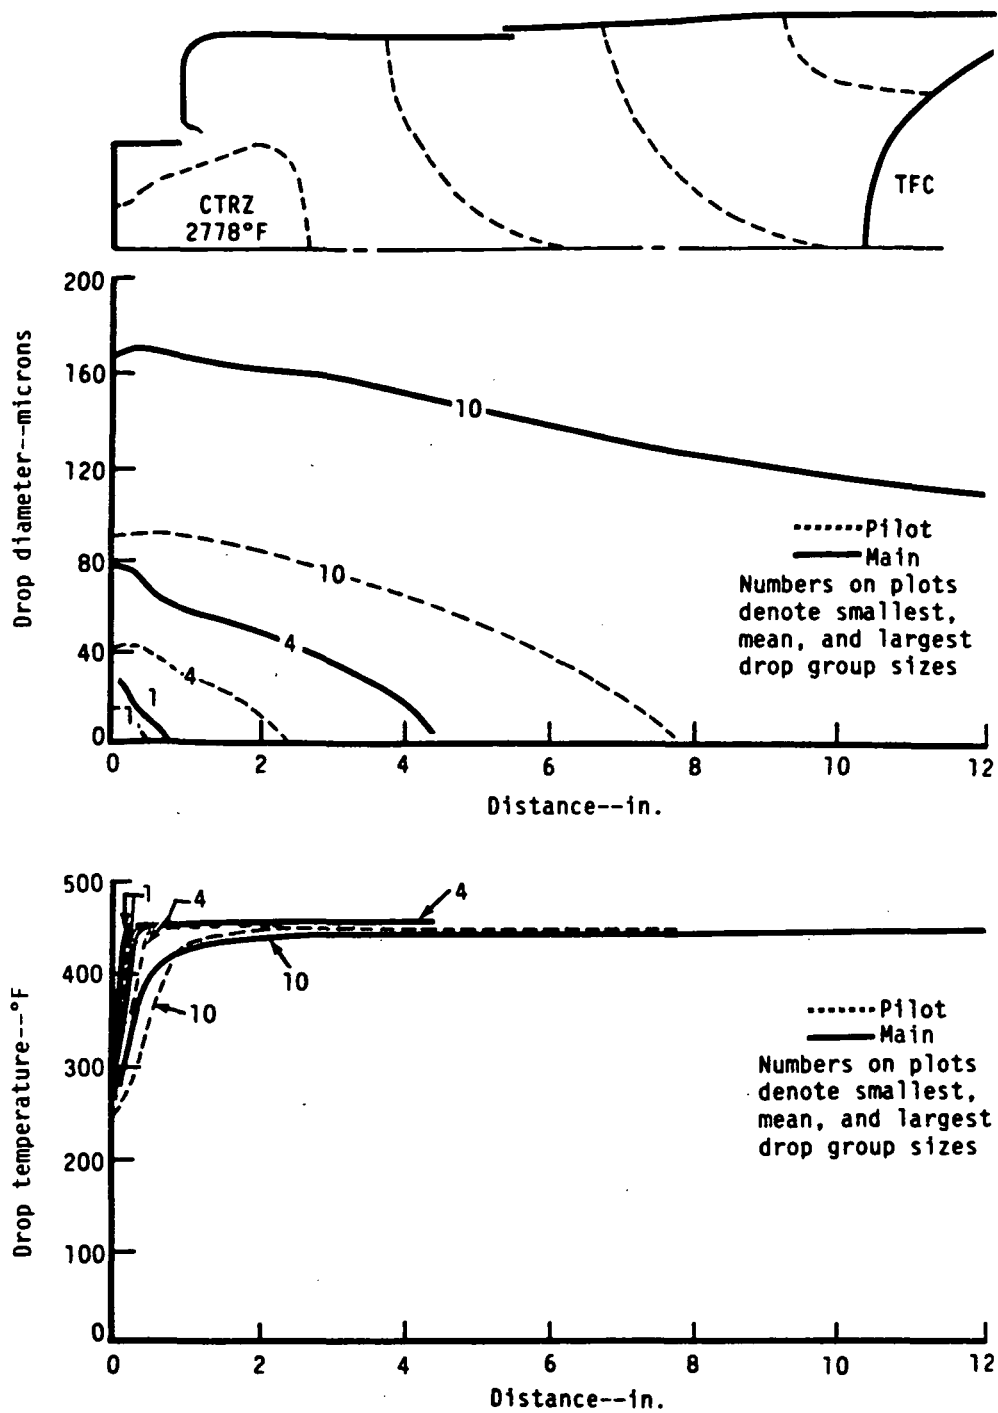 CTRZ
2778°F
TFC
200
160
120
80
40
0
Drop diameter--microns
10
10
4
4
1
1
-------Pilot
Main
Numbers on plots
denote smallest,
mean, and largest
drop group sizes
0 2 4 6 8 10 12
Distance--in.
500
400
300
200
100
0
Drop temperature--°F
1
4
4
10
10
-------Pilot
Main
Numbers on plots
denote smallest,
mean, and largest
drop group sizes
0 2 4 6 8 10 12
Distance--in.